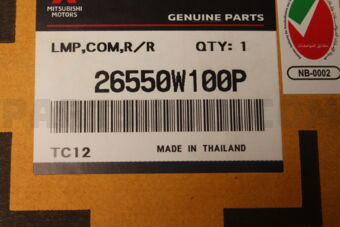 MITSUBISHI
MOTORS
GENUINE PARTS
LMP,COM,R/R QTY: 1
26550W100P
TC12 MADE IN THAILAND
NB-0002